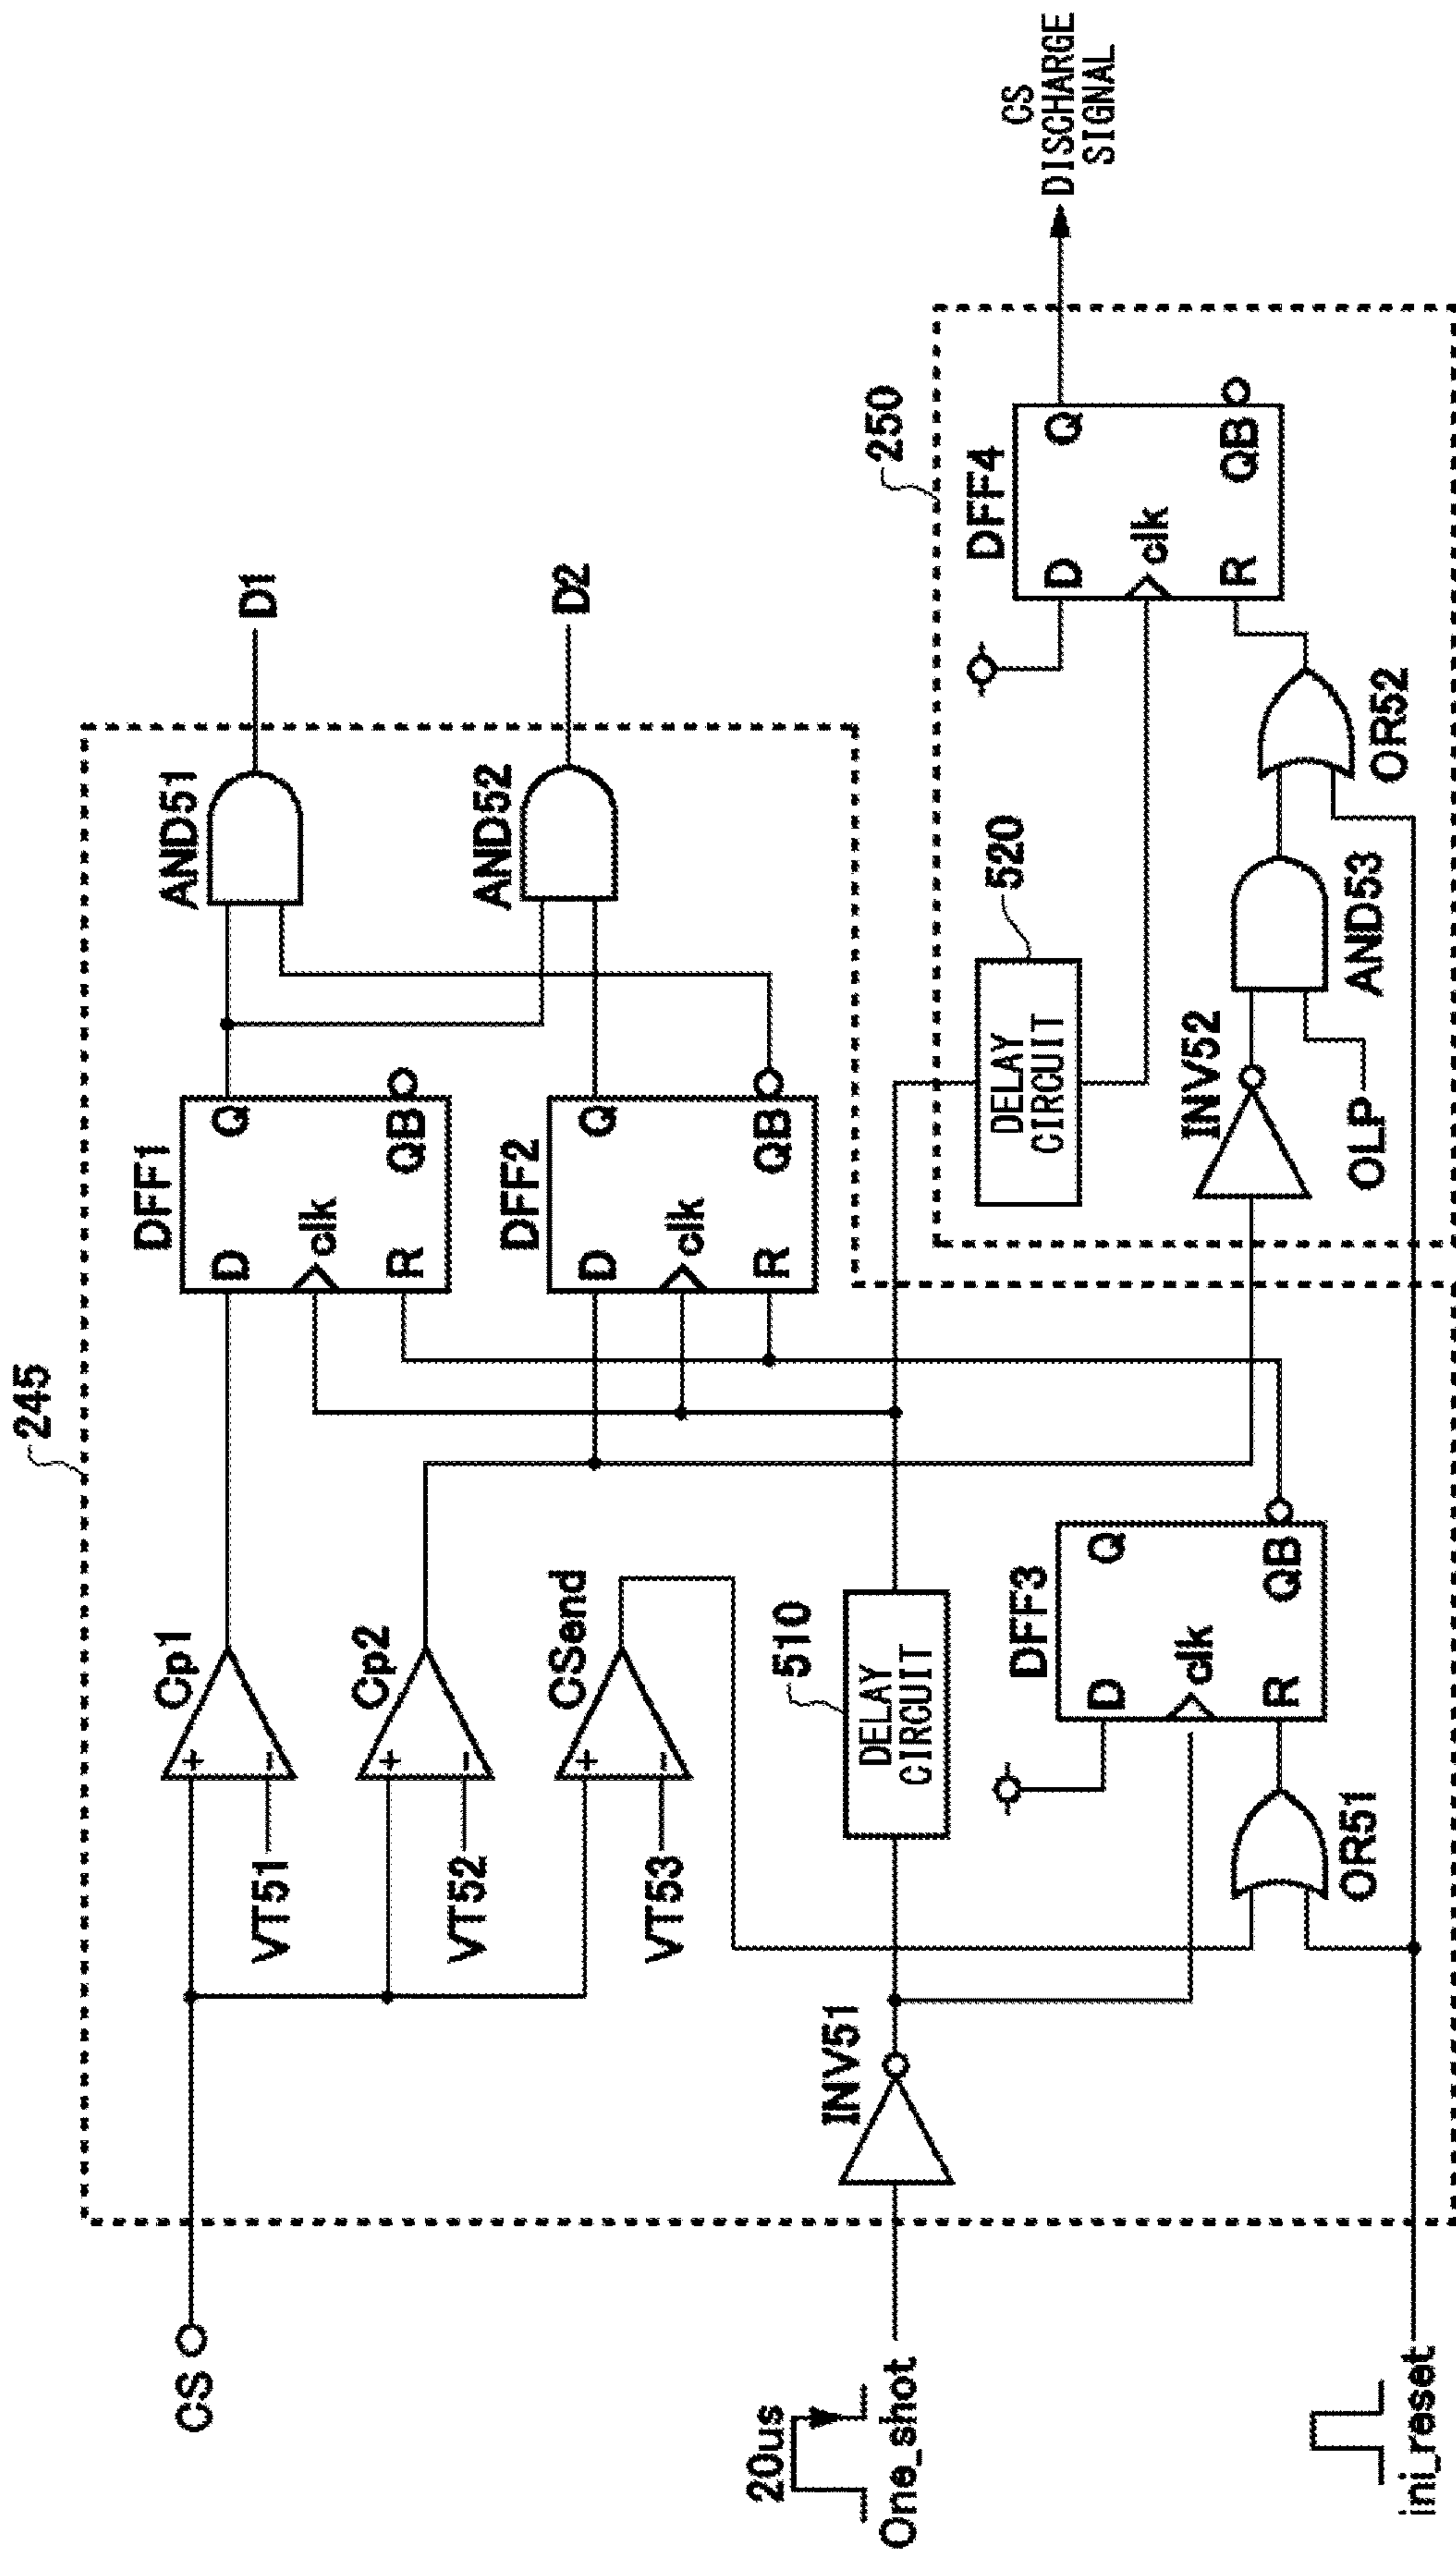 245
CS
Cp1
+
-
VT51
Cp2
+
-
VT52
CSend
+
-
VT53
DFF1
D
Q
clk
R
QB
DFF2
D
Q
clk
R
QB
AND51
D1
AND52
D2
20us
One_shot
INV51
510
DELAY
CIRCUIT
DFF3
D
Q
clk
R
QB
OR51
ini_reset
250
520
DELAY
CIRCUIT
INV52
OLP
AND53
OR52
DFF4
D
Q
clk
R
QB
CS
DISCHARGE
SIGNAL